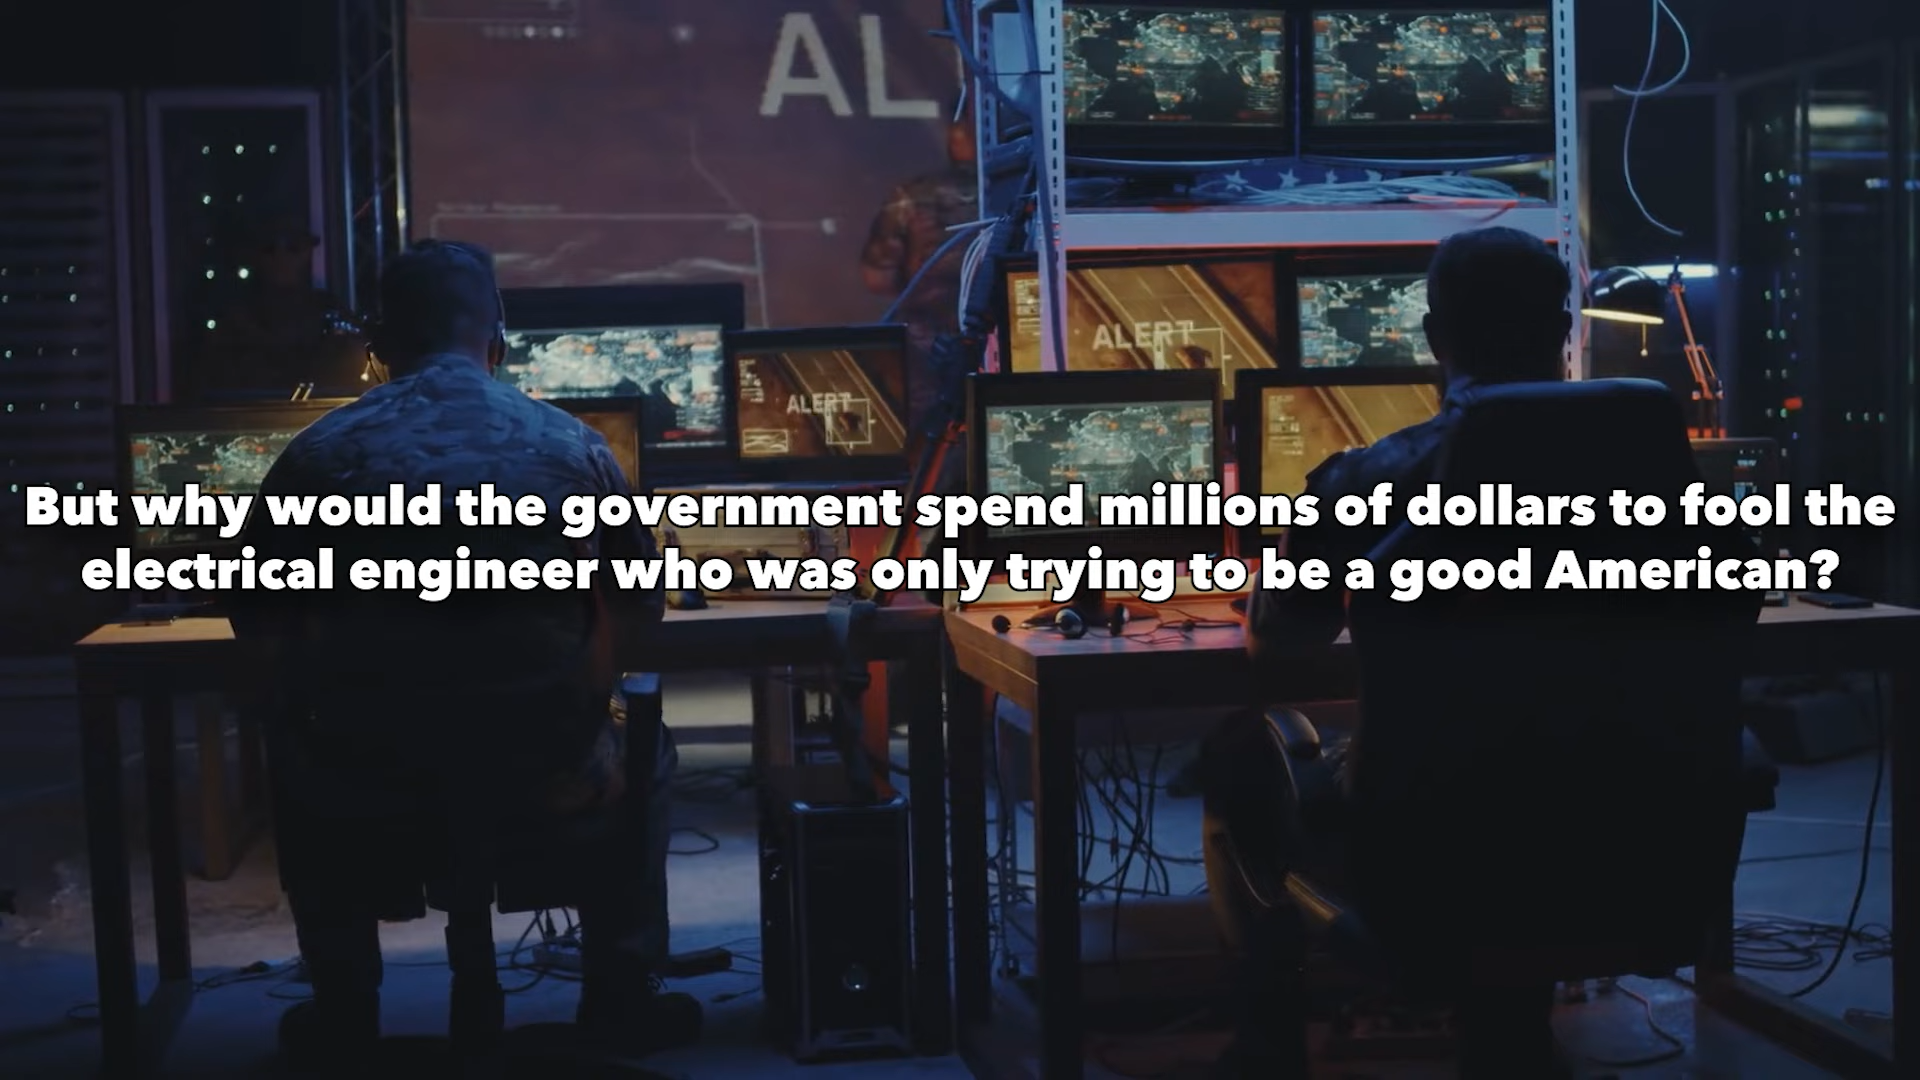 AL
ALERT
ALERT
But why would the government spend millions of dollars to fool the
electrical engineer who was only trying to be a good American?